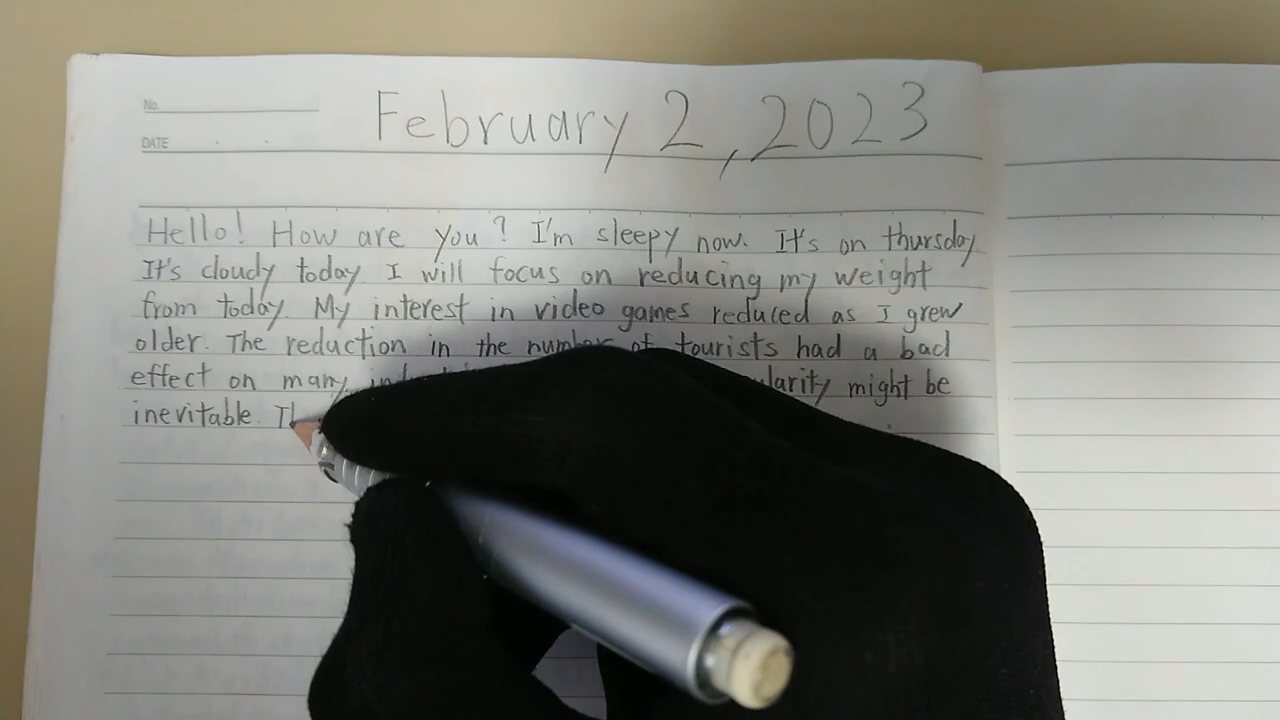 No.
DATE
February 2, 2023
Hello! How are you? I'm sleepy now. It's on thursday
It's cloudy today. I will focus on reducing my weight
from today. My interest in video games reduced as I grew
older. The reduction in the number of tourists had a bad
effect on many might be
inevitable.